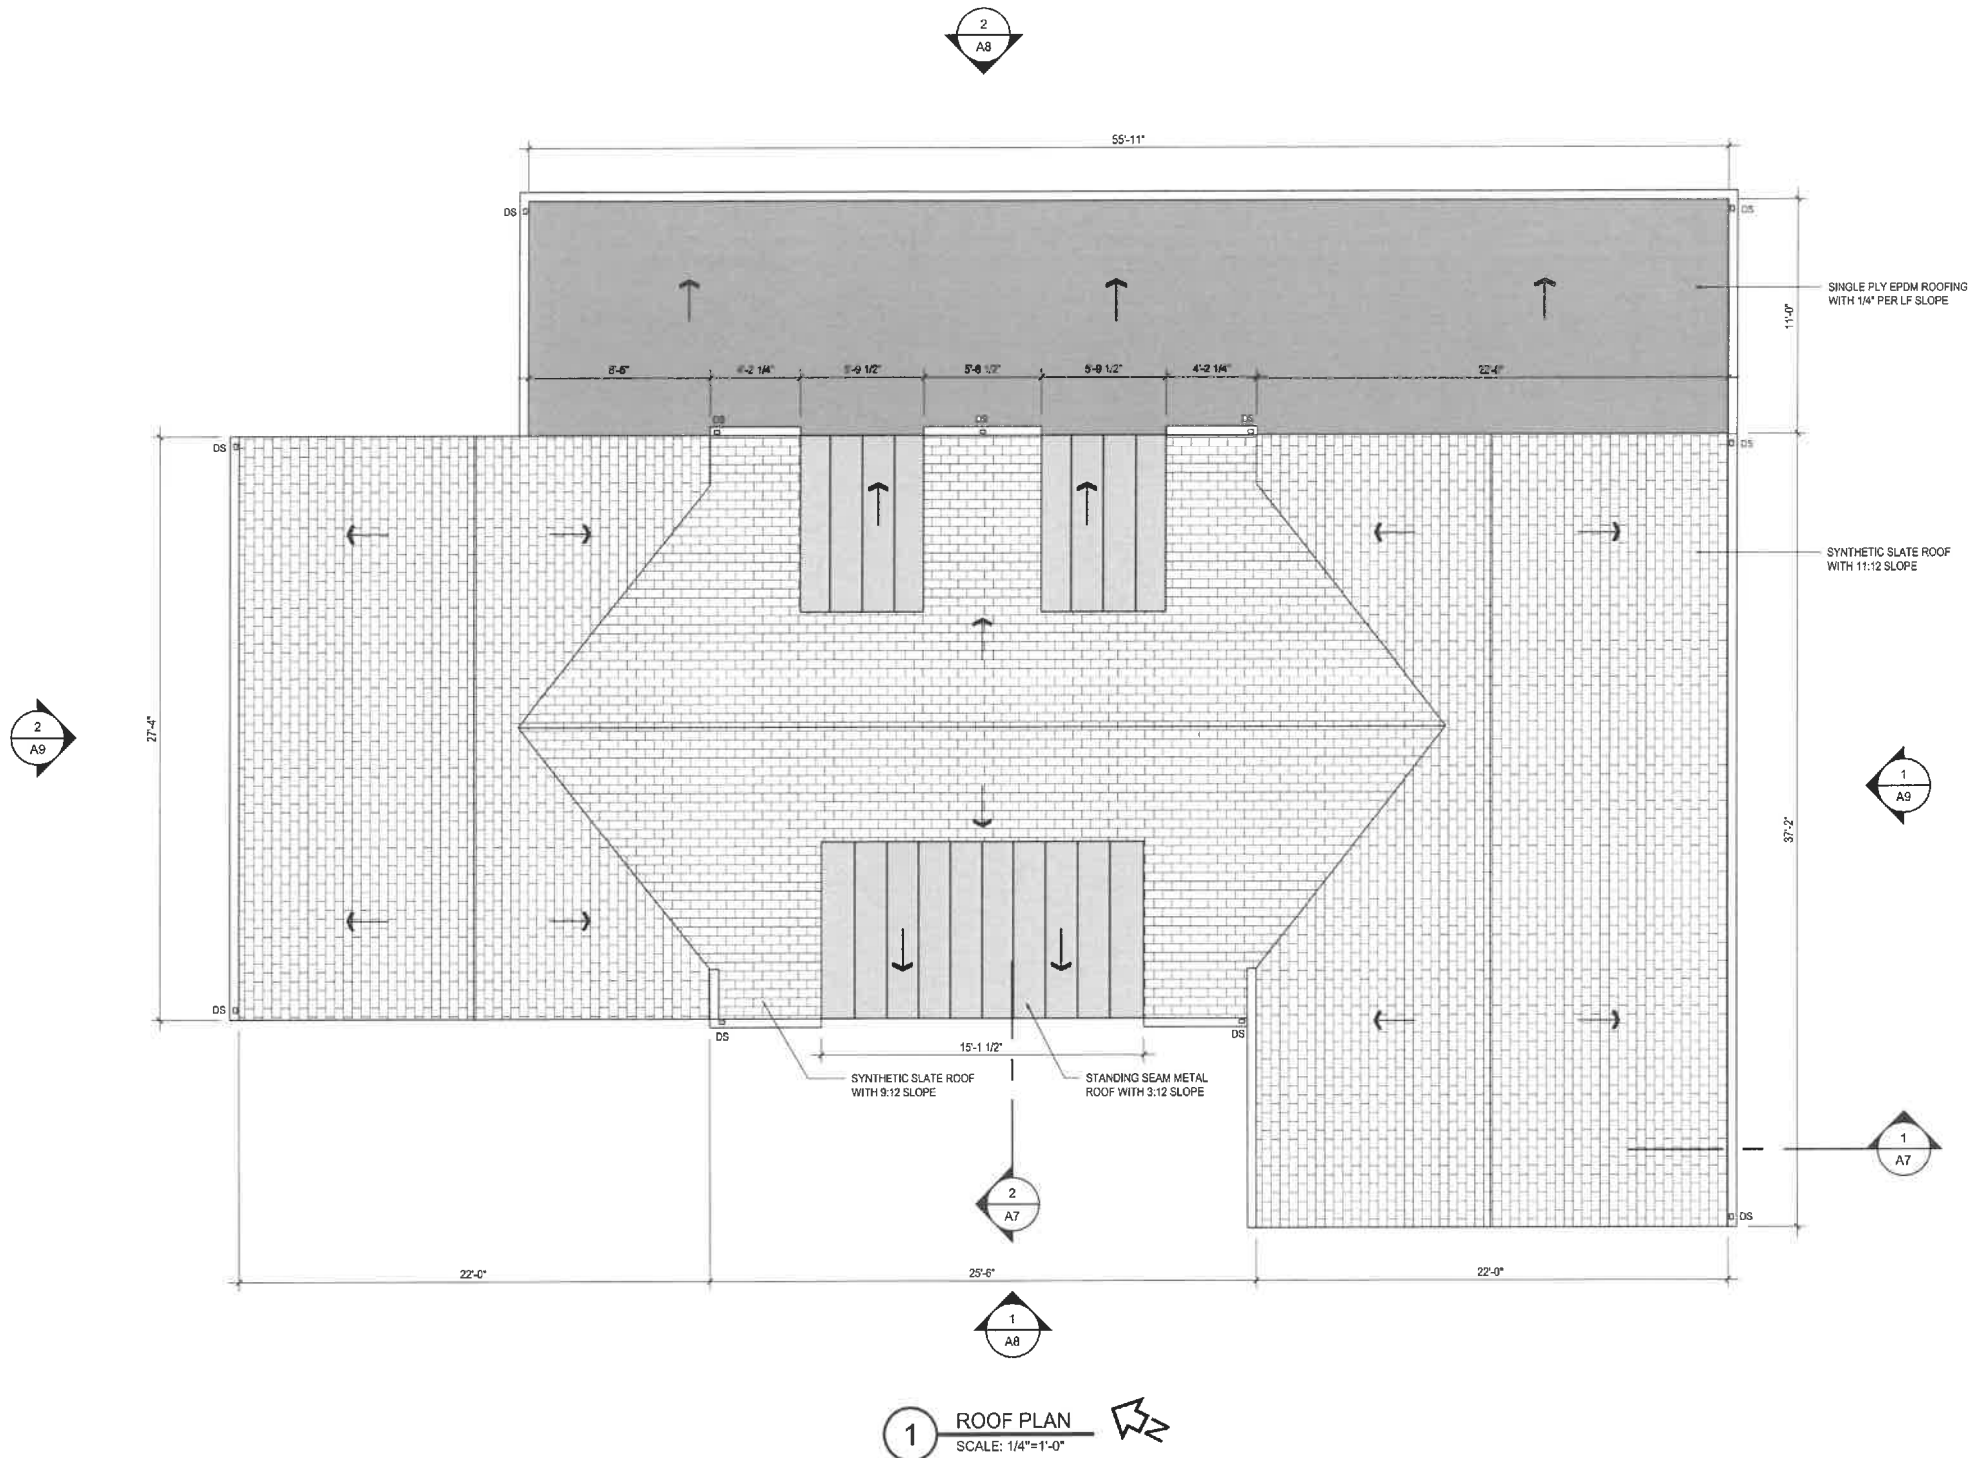 2
A8
55'-11"
DS
DS
SINGLE PLY EPDM ROOFING
WITH 1/4" PER LF SLOPE
11'-0"
8'-5"
4'-2 1/4"
5'-9 1/2"
5'-6 1/2"
5'-9 1/2"
4'-2 1/4"
22'-0"
DS
DS
DS
DS
DS
SYNTHETIC SLATE ROOF
WITH 11:12 SLOPE
27'-4"
2
A9
1
A9
37'-2"
DS
DS
DS
15'-1 1/2"
SYNTHETIC SLATE ROOF
WITH 9:12 SLOPE
STANDING SEAM METAL
ROOF WITH 3:12 SLOPE
1
A7
2
A7
DS
22'-0"
25'-6"
22'-0"
1
A8
1
ROOF PLAN
SCALE: 1/4"=1'-0"
N